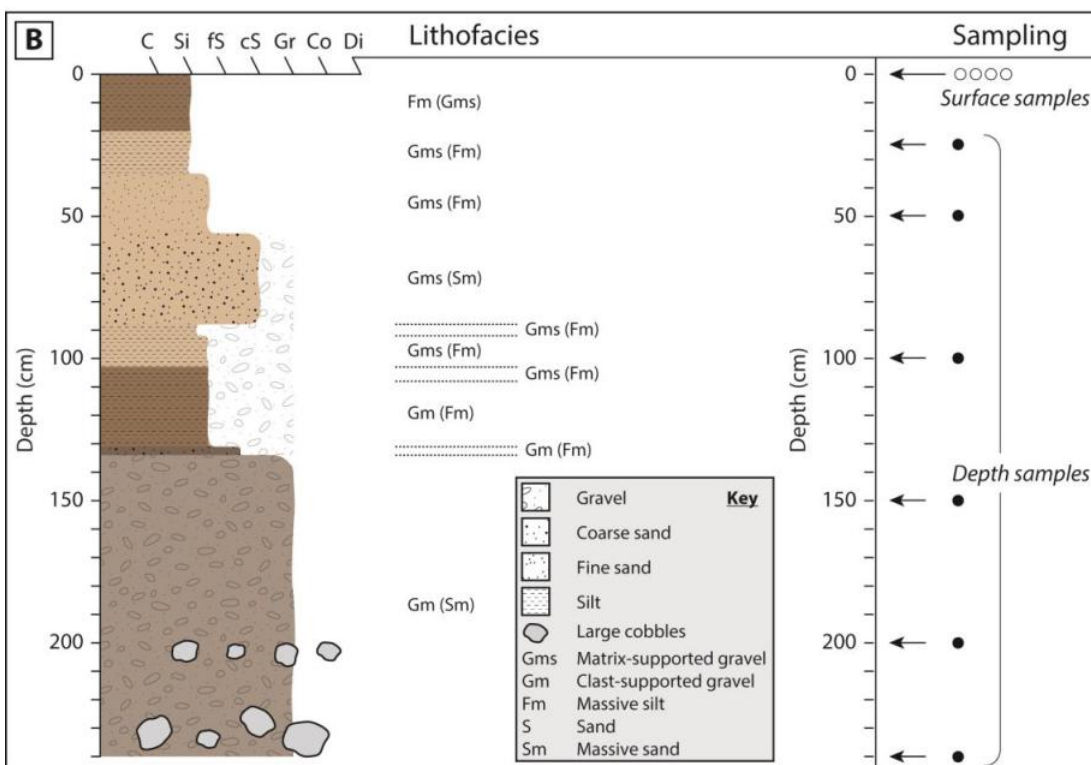 B
C Si fS cS Gr Co Di
Lithofacies
Sampling
0
50
100
150
200
Depth (cm)
Fm (Gms)
Gms (Fm)
Gms (Fm)
Gms (Sm)
Gms (Fm)
Gms (Fm)
Gms (Fm)
Gm (Fm)
Gm (Fm)
Gm (Sm)
Key
Gravel
Coarse sand
Fine sand
Silt
Large cobbles
Gms Matrix-supported gravel
Gm Clast-supported gravel
Fm Massive silt
S Sand
Sm Massive sand
0
50
100
150
200
Depth (cm)
Surface samples
Depth samples